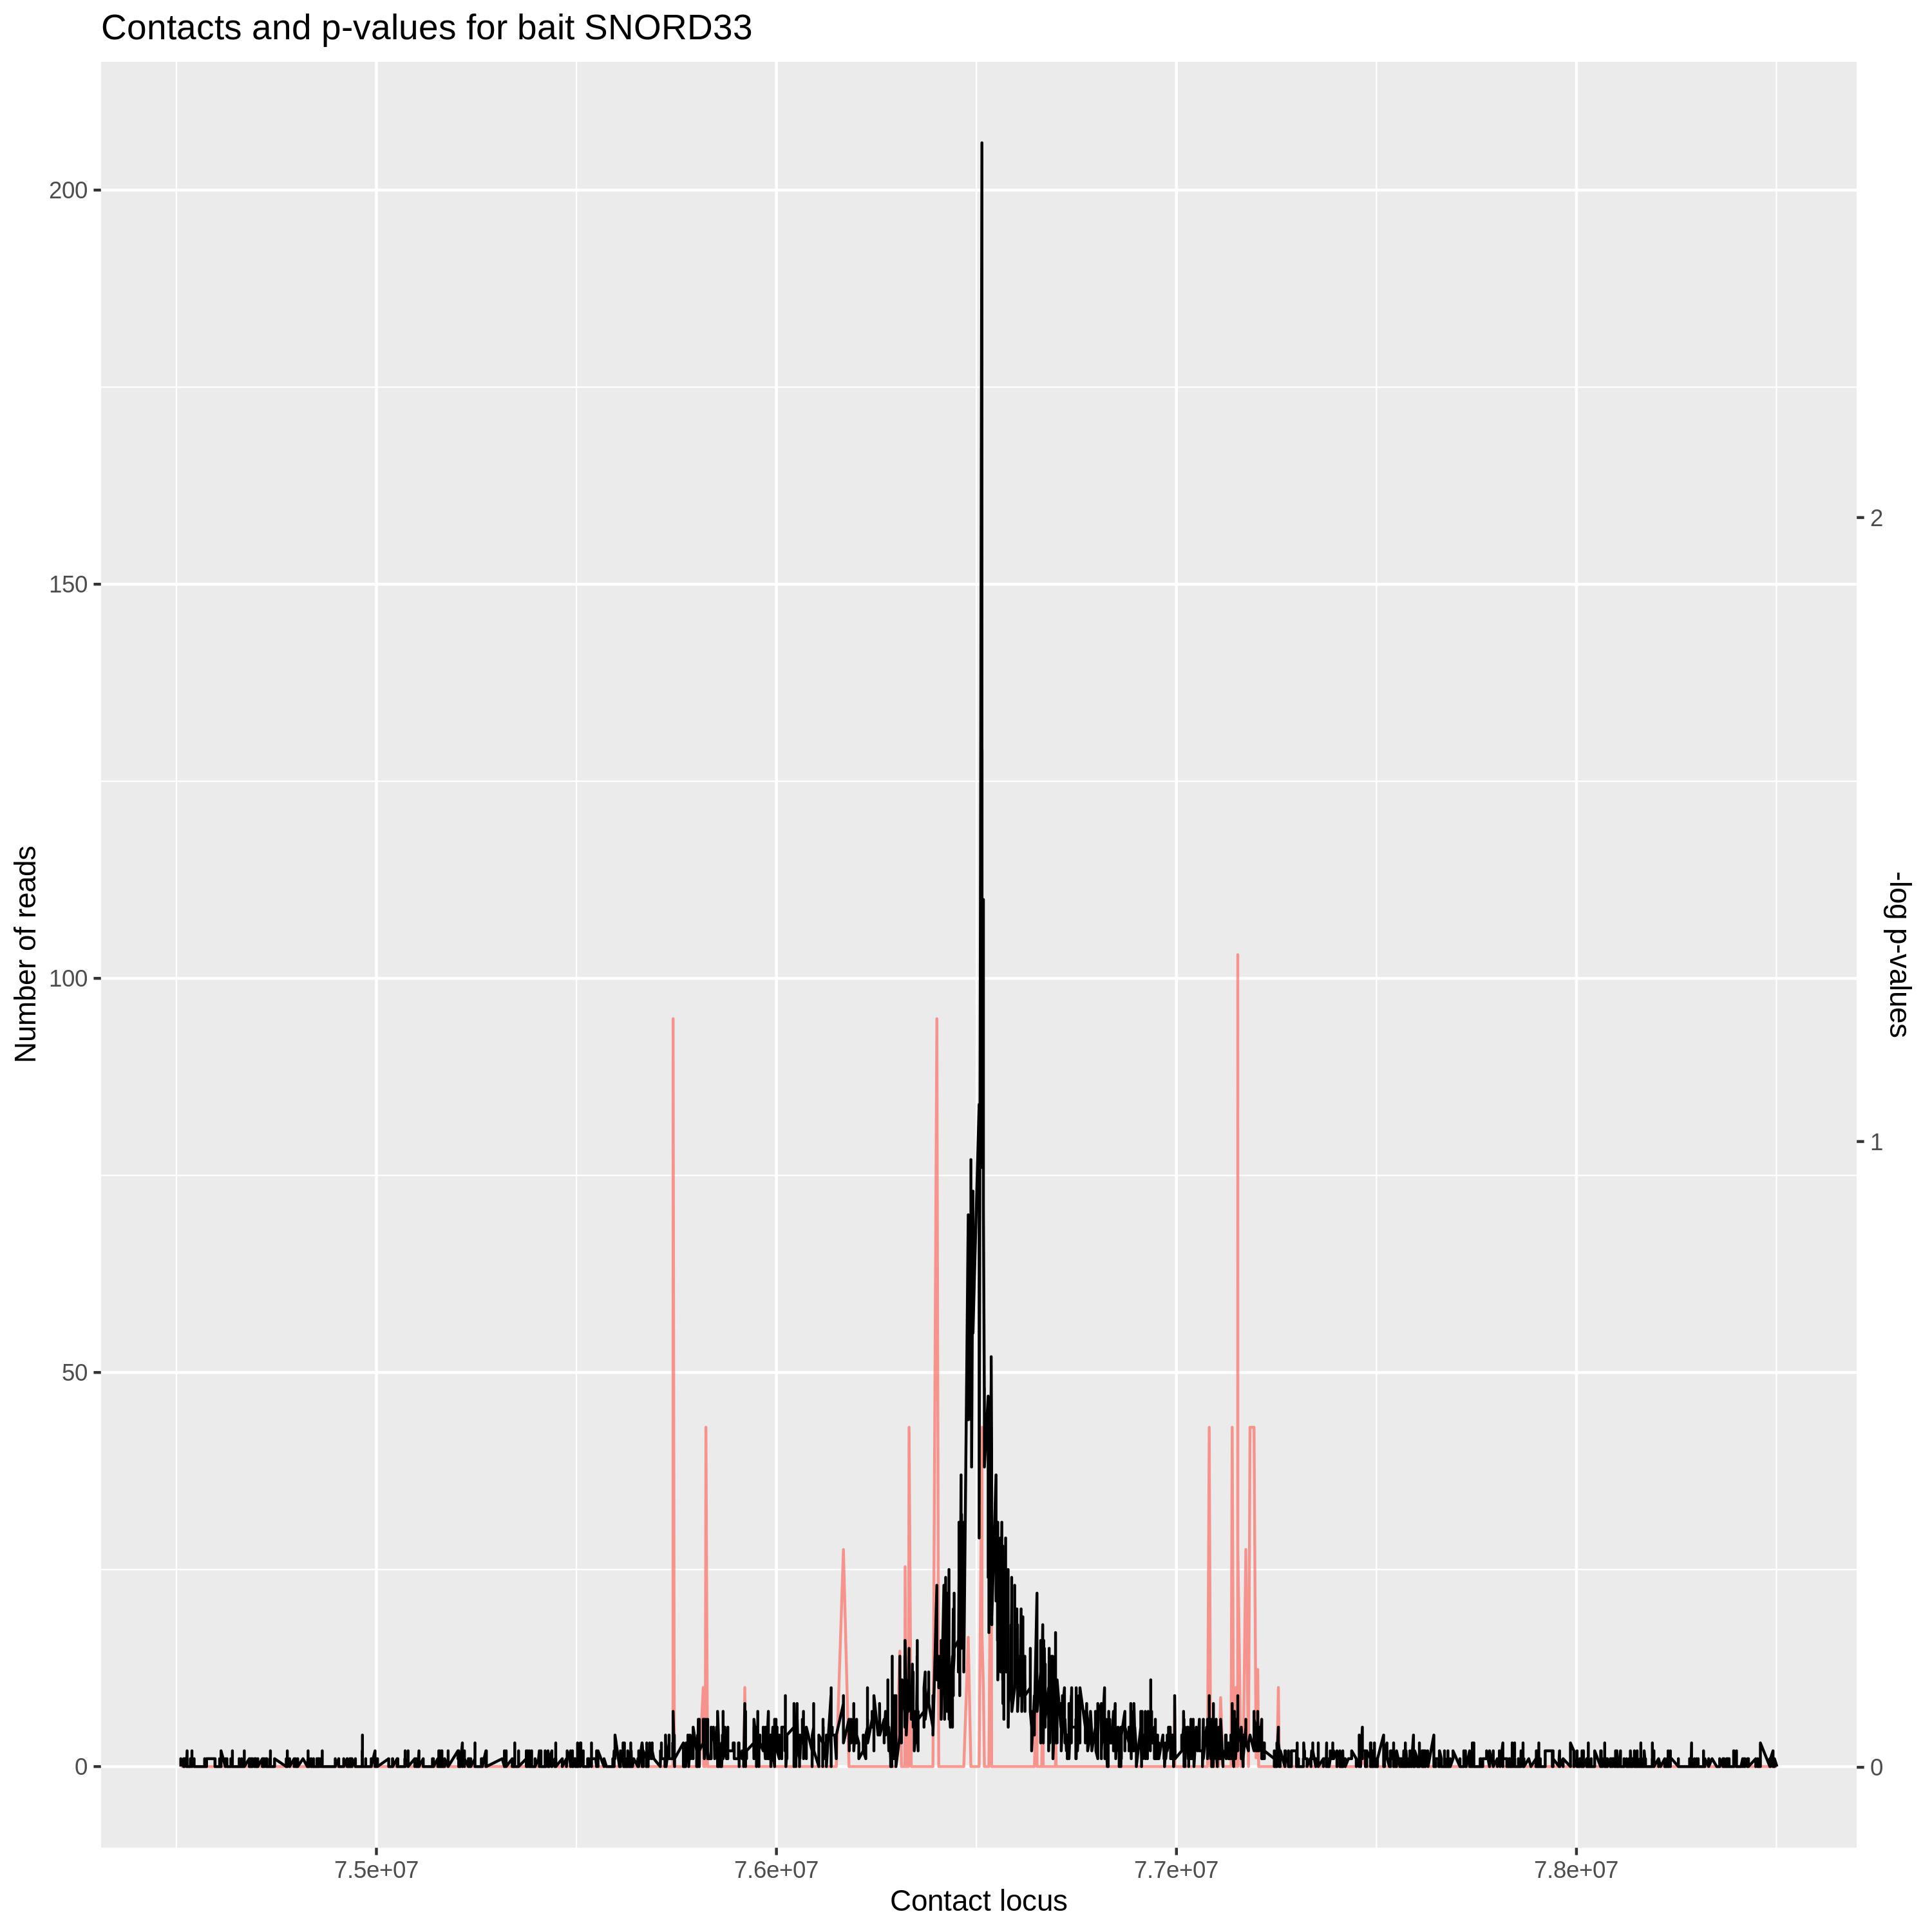 Contacts and p-values for bait SNORD33
200
150
100
50
0
Number of reads
2
1
0
-log p-values
7.5e+07
7.6e+07
7.7e+07
7.8e+07
Contact locus